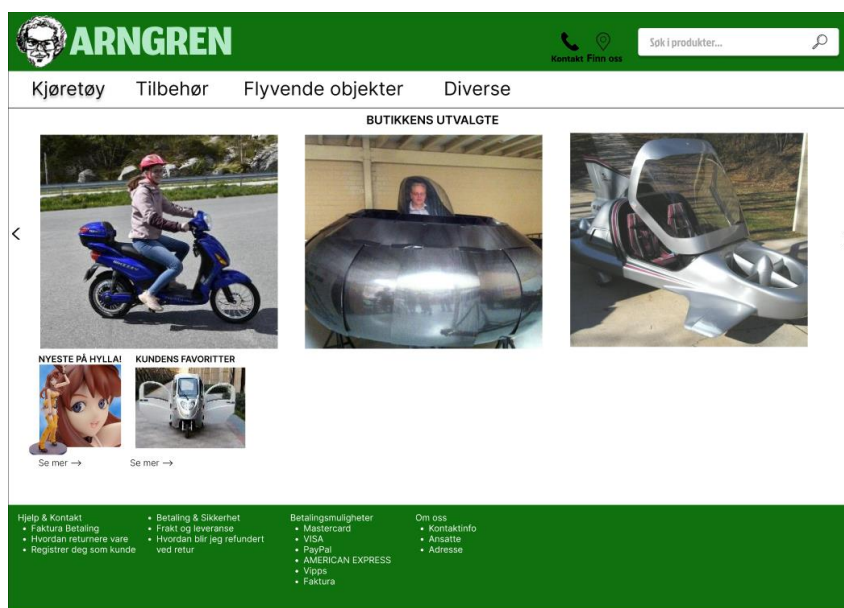 ARNGREN
Kontakt Finn oss
Søk i produkter...
Kjøretøy Tilbehør Flyvende objekter Diverse
BUTIKKENS UTVALGTE
NYESTE PÅ HYLLA! KUNDENS FAVORITTER
Se mer → Se mer →
Hjelp & Kontakt
• Faktura Betaling
• Hvordan returnere vare
• Registrer deg som kunde
• Betaling & Sikkerhet
• Frakt og leveranse
• Hvordan blir jeg refundert
ved retur
Betalingsmuligheter
• Mastercard
• VISA
• PayPal
• AMERICAN EXPRESS
• Vipps
• Faktura
Om oss
• Kontaktinfo
• Ansatte
• Adresse